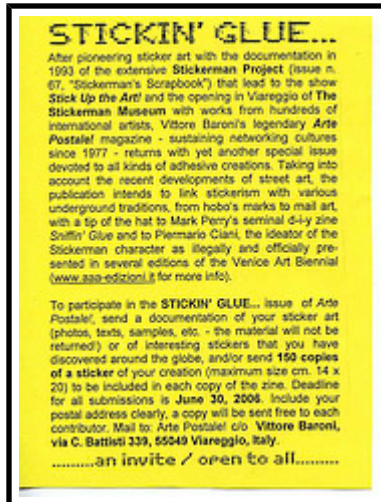 STICKIN' GLUE...
After pioneering sticker art with the documentation in
1993 of the extensive Stickerman Project (issue n.
67, "Stickerman's Scrapbook") that lead to the show
Stick Up the Art! and the opening in Viareggio of The
Stickerman Museum with works from hundreds of
international artists, Vittore Baroni's legendary Arte
Postale! magazine - sustaining networking cultures
since 1977 - returns with yet another special issue
devoted to all kinds of adhesive creations. Taking into
account the recent developments of street art, the
publication intends to link stickerism with various
underground traditions, from hobo's marks to mail art,
with a tip of the hat to Mark Perry's seminal d-i-y zine
Sniffin' Glue and to Piermario Ciani, the ideator of the
Stickerman character as illegally and officially pre-
sented in several editions of the Venice Art Biennial
(www.aaa-edizioni.it for more info).
To participate in the STICKIN' GLUE... issue of Arte
Postale!, send a documentation of your sticker art
(photos, texts, samples, etc. - the material will not be
returned!) or of interesting stickers that you have
discovered around the globe, and/or send 150 copies
of a sticker of your creation (maximum size cm. 14 x
20) to be included in each copy of the zine. Deadline
for all submissions is June 30, 2006. Include your
postal address clearly, a copy will be sent free to each
contributor. Mail to: Arte Postale! c/o Vittore Baroni,
via C. Battisti 339, 55049 Viareggio, Italy.
.........an invite / open to all.........